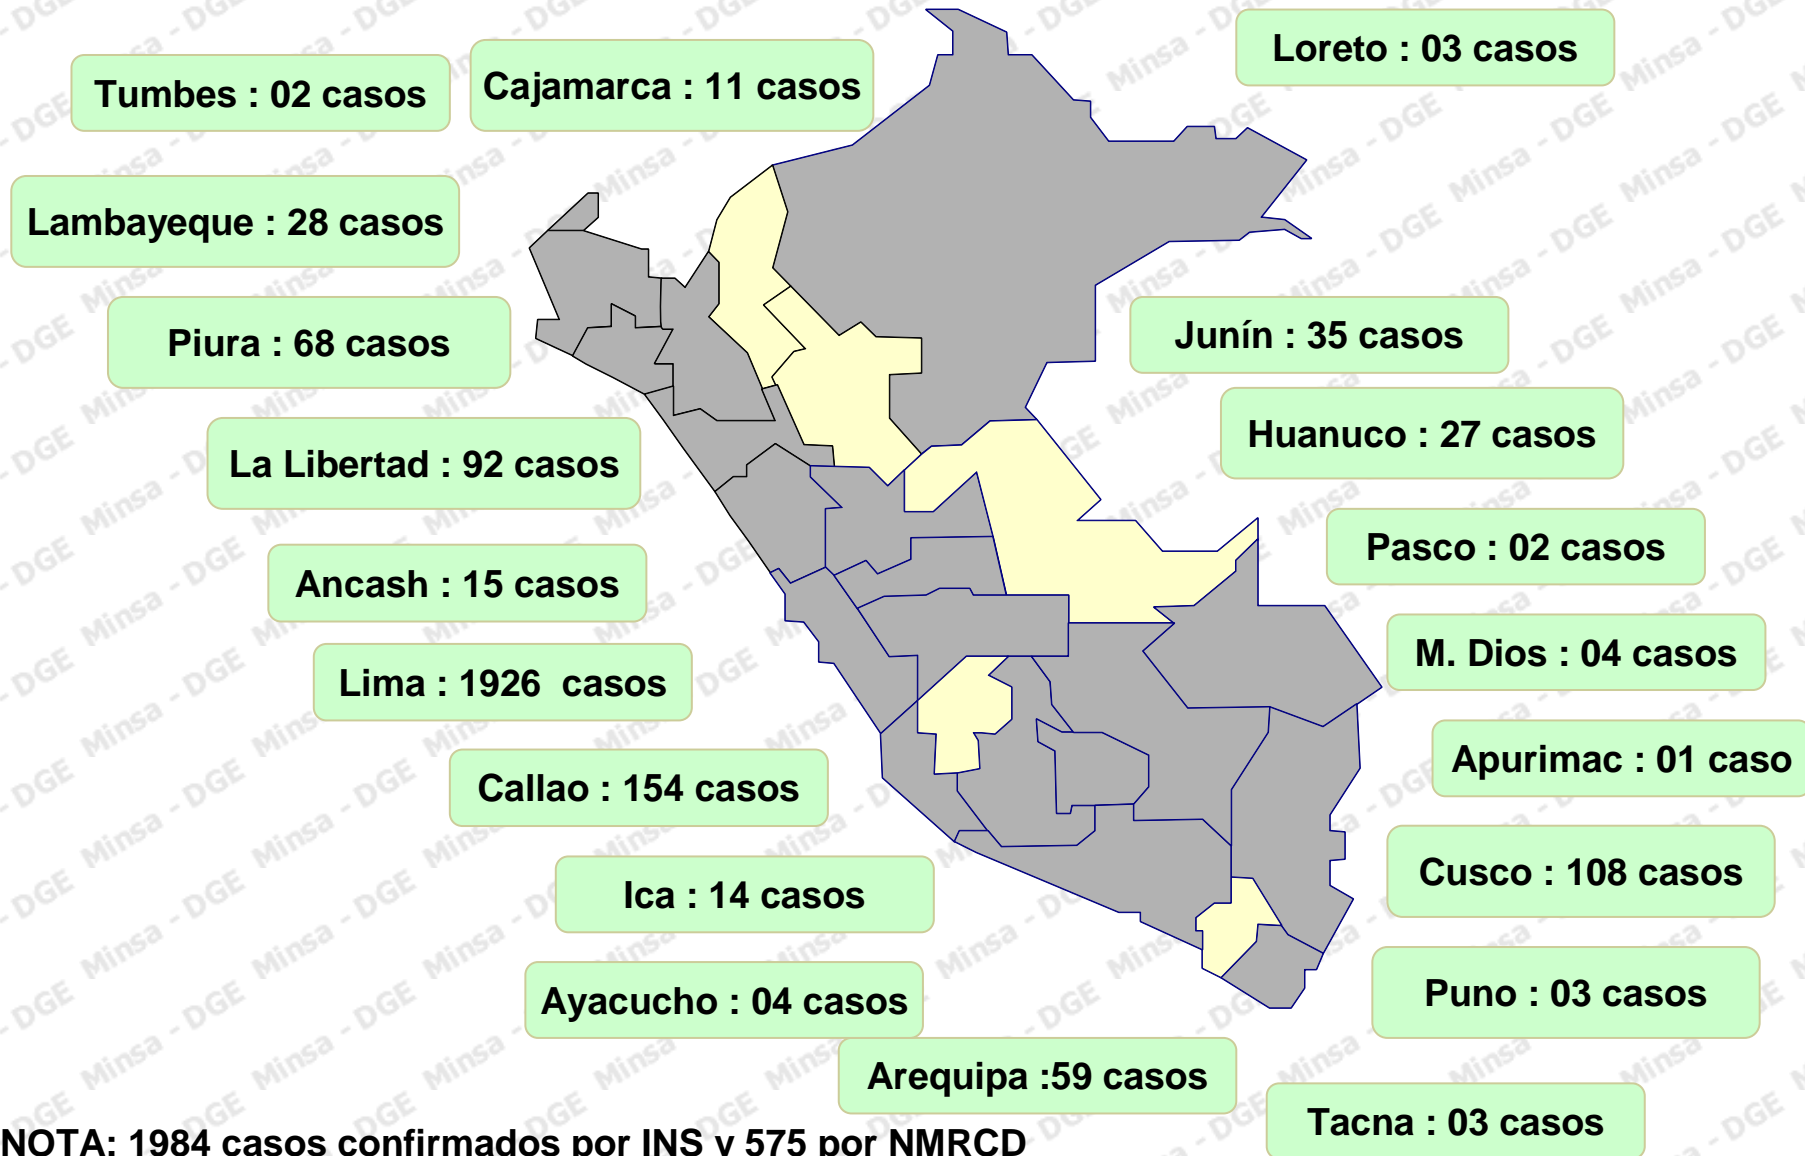 Loreto : 03 casos
Tumbes : 02 casos
Cajamarca : 11 casos
Lambayeque : 28 casos
Piura : 68 casos
Junín : 35 casos
La Libertad : 92 casos
Huanuco : 27 casos
Ancash : 15 casos
Pasco : 02 casos
Lima : 1926 casos
M. Dios : 04 casos
Callao : 154 casos
Apurimac : 01 caso
Ica : 14 casos
Cusco : 108 casos
Ayacucho : 04 casos
Puno : 03 casos
Arequipa :59 casos
Tacna : 03 casos
NOTA: 1984 casos confirmados por INS y 575 por NMRCD
Minsa - DGE